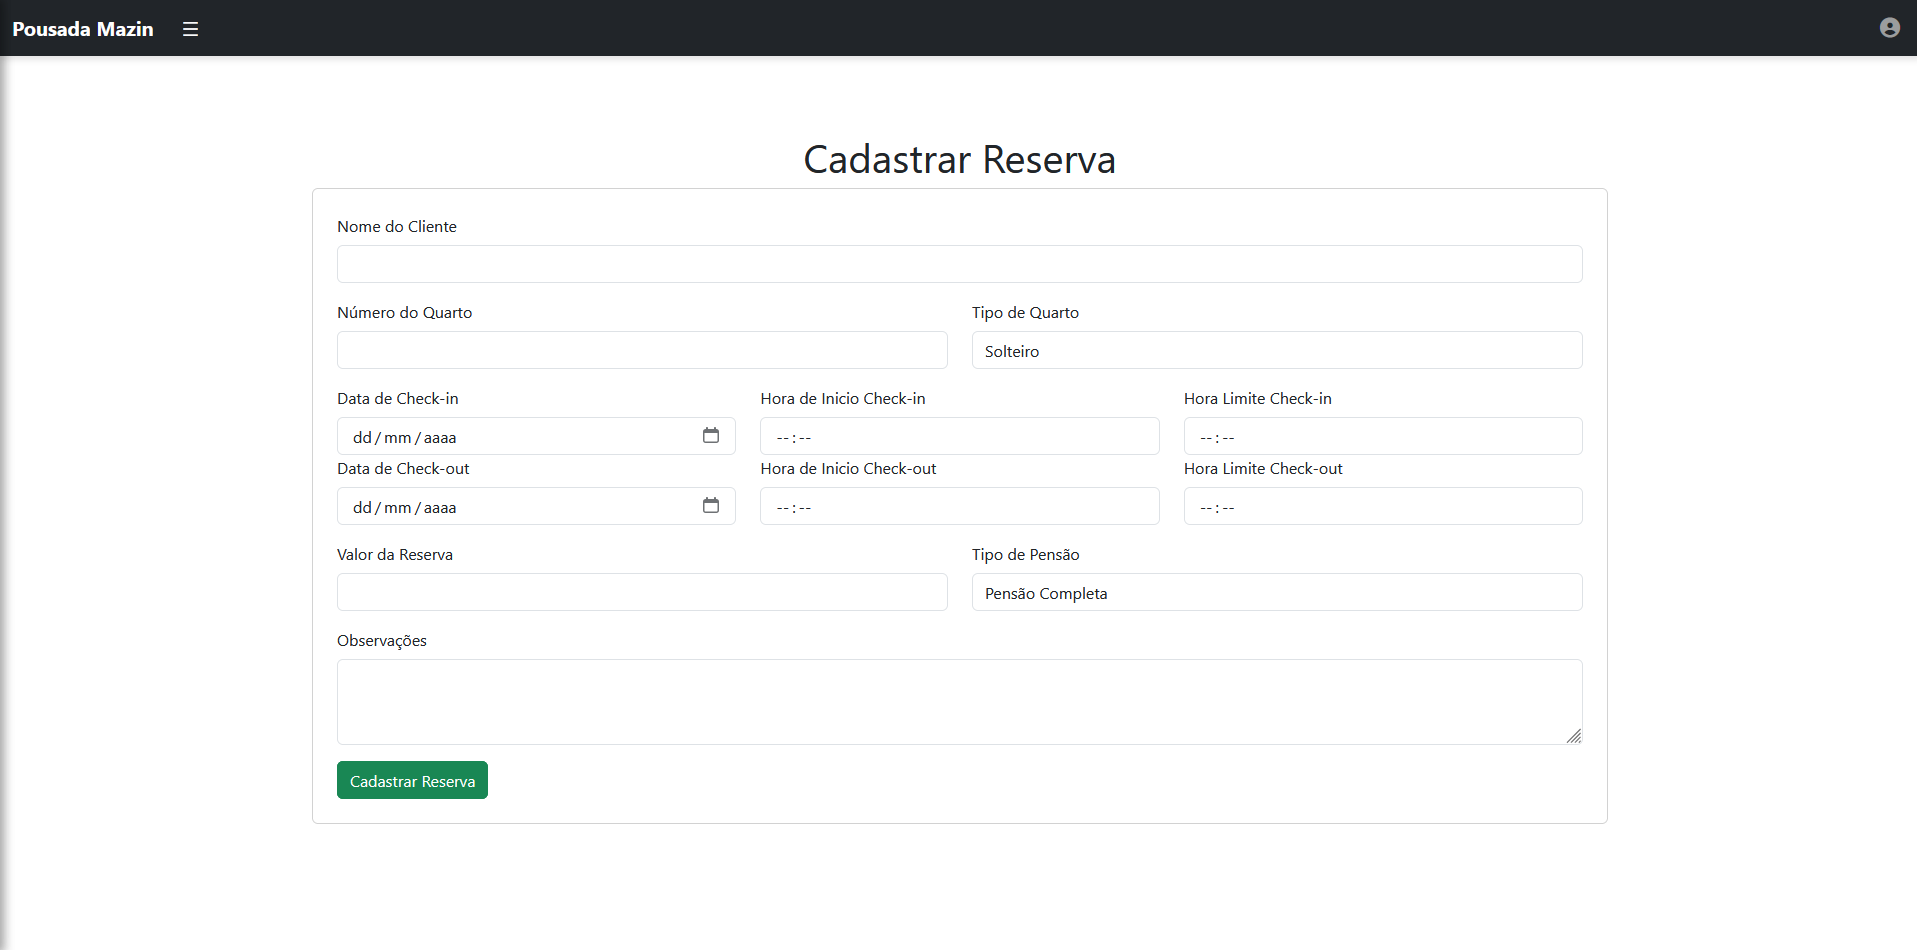 Pousada Mazin
Cadastrar Reserva
Nome do Cliente
Número do Quarto Tipo de Quarto
Solteiro
Data de Check-in Hora de Inicio Check-in Hora Limite Check-in
dd/mm/aaaa --:-- --:--
Data de Check-out Hora de Inicio Check-out Hora Limite Check-out
dd/mm/aaaa --:-- --:--
Valor da Reserva Tipo de Pensão
Pensão Completa
Observações
Cadastrar Reserva